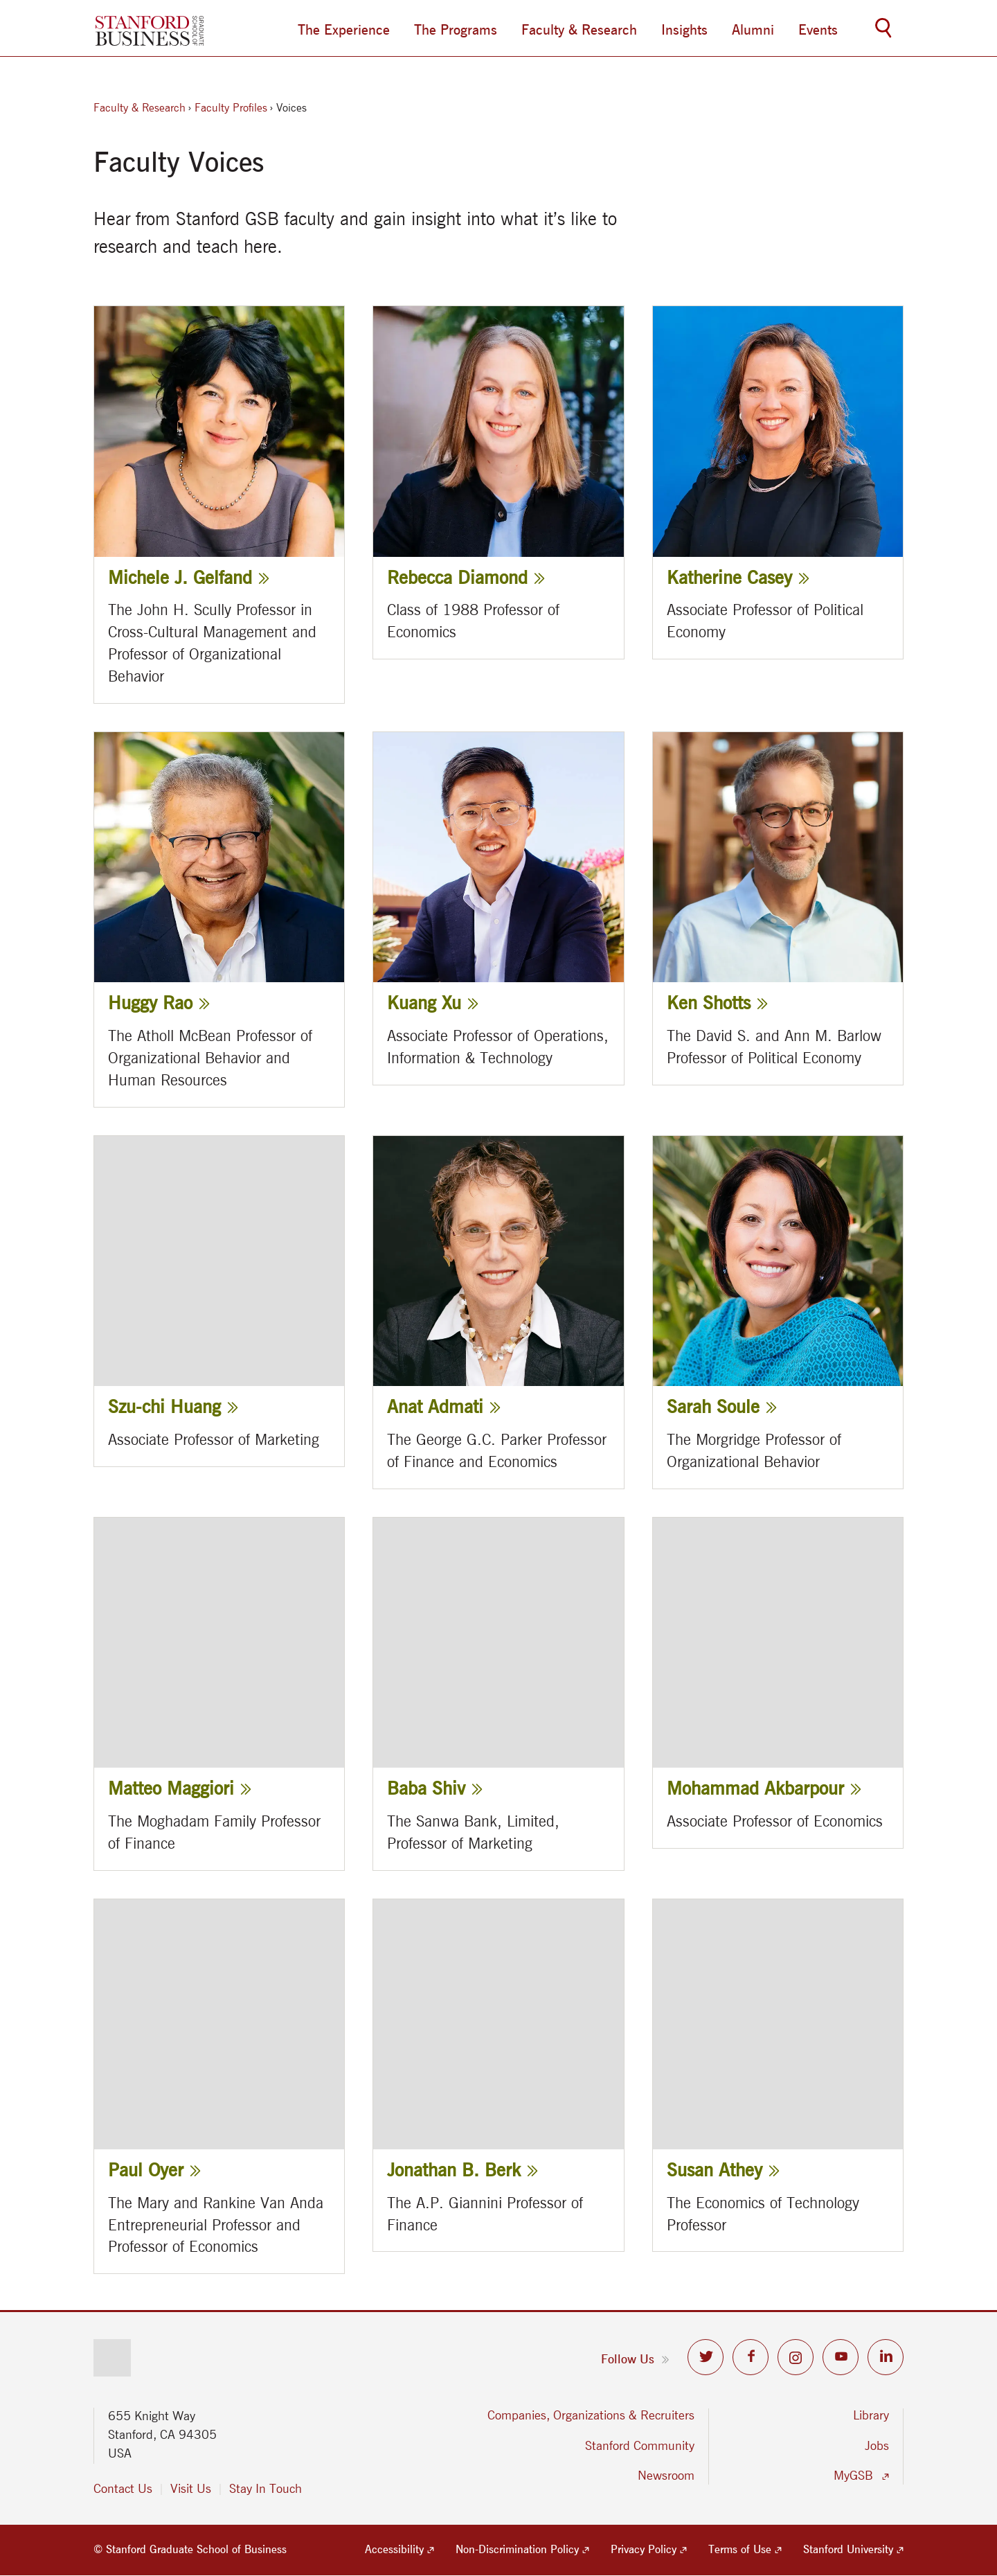 STANFORD
BUSINESS
GRADUATE
SCHOOL OF
The Experience
The Programs
Faculty & Research
Insights
Alumni
Events
Faculty & Research › Faculty Profiles › Voices
Faculty Voices
Hear from Stanford GSB faculty and gain insight into what it’s like to
research and teach here.
Michele J. Gelfand »
The John H. Scully Professor in
Cross-Cultural Management and
Professor of Organizational
Behavior
Rebecca Diamond »
Class of 1988 Professor of
Economics
Katherine Casey »
Associate Professor of Political
Economy
Huggy Rao »
The Atholl McBean Professor of
Organizational Behavior and
Human Resources
Kuang Xu »
Associate Professor of Operations,
Information & Technology
Ken Shotts »
The David S. and Ann M. Barlow
Professor of Political Economy
Szu-chi Huang »
Associate Professor of Marketing
Anat Admati »
The George G.C. Parker Professor
of Finance and Economics
Sarah Soule »
The Morgridge Professor of
Organizational Behavior
Matteo Maggiori »
The Moghadam Family Professor
of Finance
Baba Shiv »
The Sanwa Bank, Limited,
Professor of Marketing
Mohammad Akbarpour »
Associate Professor of Economics
Paul Oyer »
The Mary and Rankine Van Anda
Entrepreneurial Professor and
Professor of Economics
Jonathan B. Berk »
The A.P. Giannini Professor of
Finance
Susan Athey »
The Economics of Technology
Professor
Follow Us »
655 Knight Way
Stanford, CA 94305
USA
Contact Us | Visit Us | Stay In Touch
Companies, Organizations & Recruiters
Stanford Community
Newsroom
Library
Jobs
MyGSB
© Stanford Graduate School of Business
Accessibility
Non-Discrimination Policy
Privacy Policy
Terms of Use
Stanford University